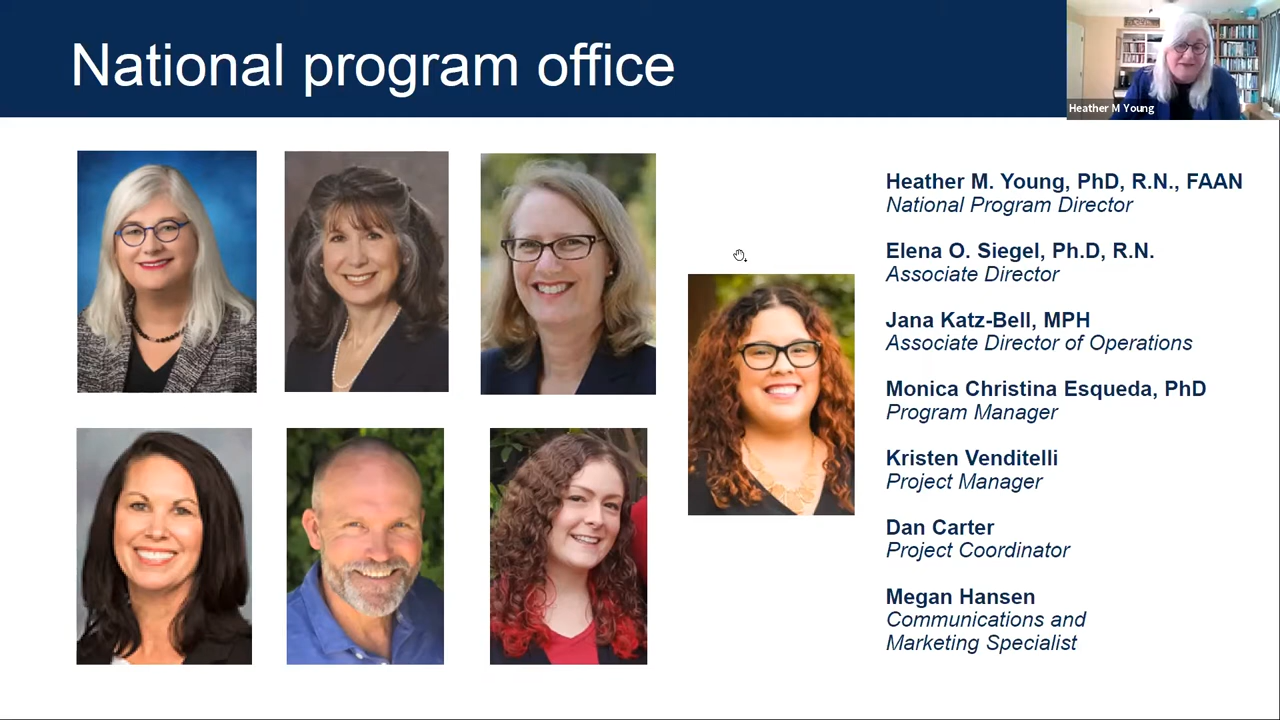 National program office
Heather M Young
Heather M. Young, PhD, R.N., FAAN
National Program Director
Elena O. Siegel, Ph.D, R.N.
Associate Director
Jana Katz-Bell, MPH
Associate Director of Operations
Monica Christina Esqueda, PhD
Program Manager
Kristen Venditelli
Project Manager
Dan Carter
Project Coordinator
Megan Hansen
Communications and
Marketing Specialist